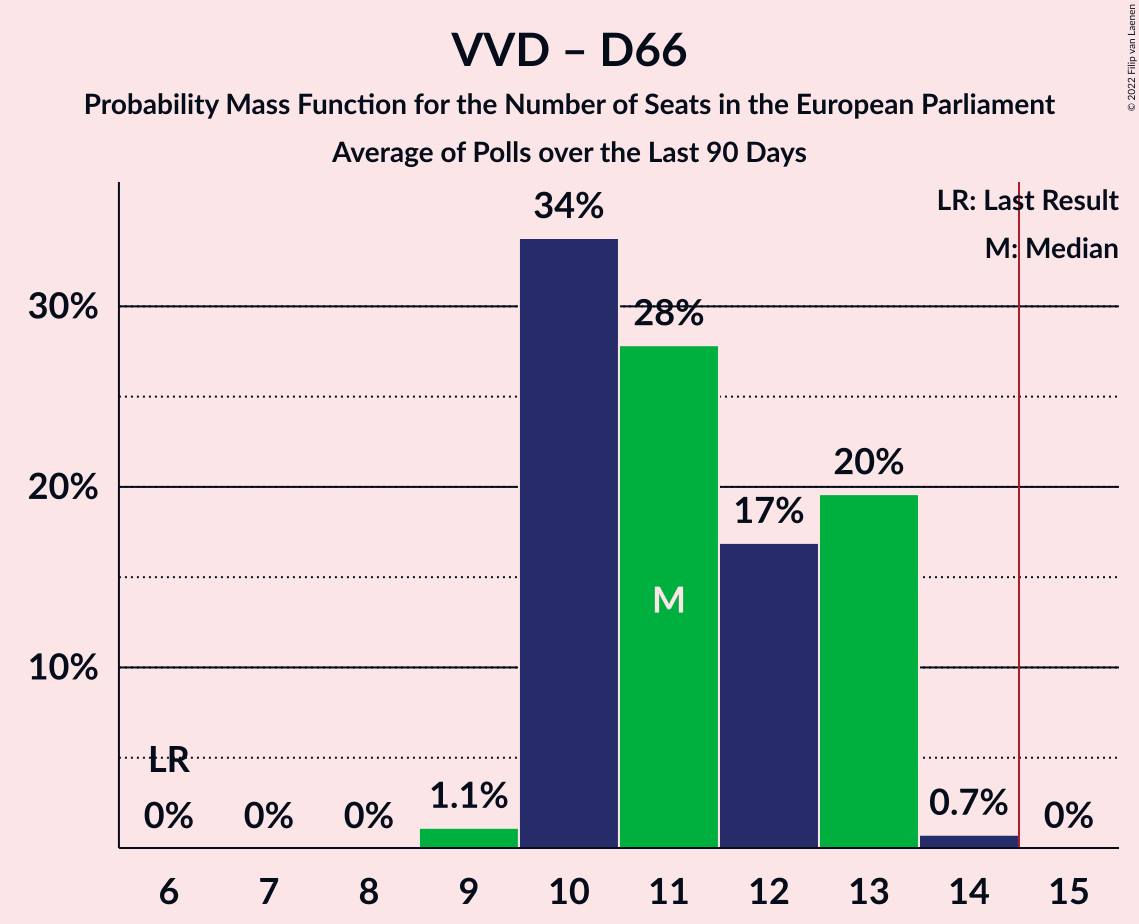 © 2022 Filip van Laenen
VVD – D66
Probability Mass Function for the Number of Seats in the European Parliament
Average of Polls over the Last 90 Days
LR: Last Result
M: Median
34%
30%
28%
20%
20%
17%
M
10%
LR
0%
0%
0%
1.1%
0.7%
0%
6
7
8
9
10
11
12
13
14
15